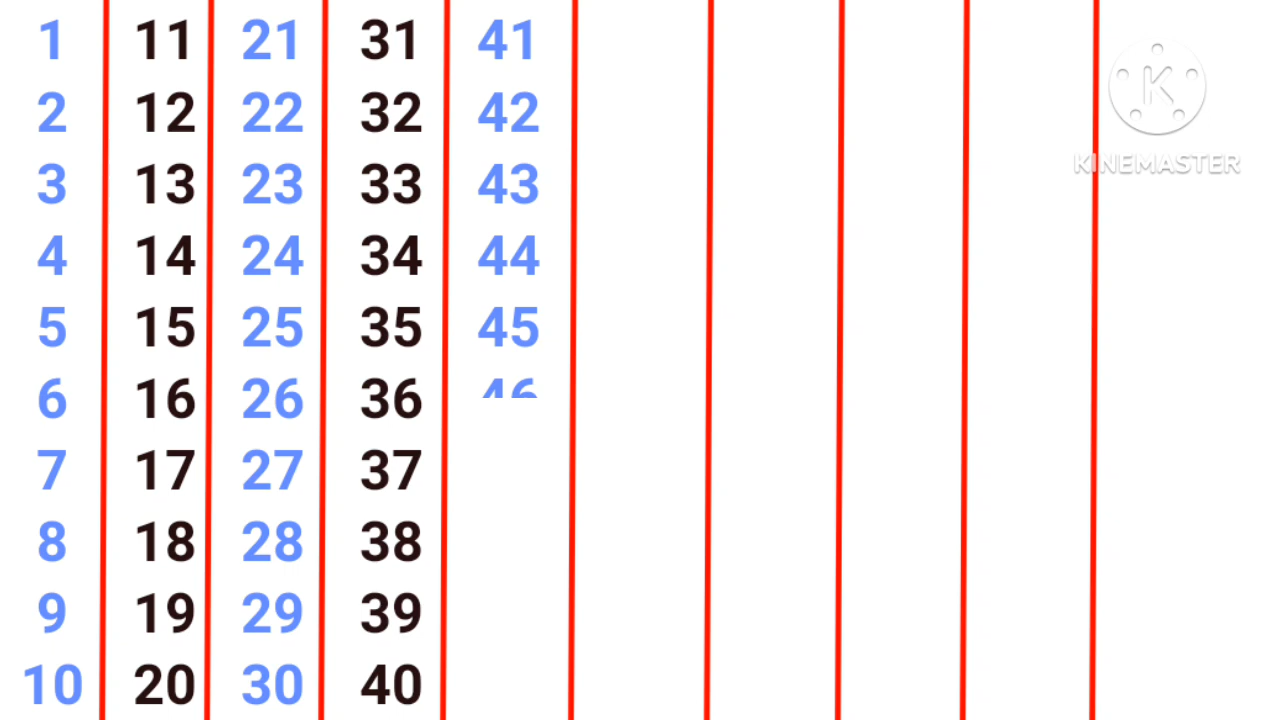 1 11 21 31 41
2 12 22 32 42
3 13 23 33 43
4 14 24 34 44
5 15 25 35 45
6 16 26 36 46
7 17 27 37
8 18 28 38
9 19 29 39
10 20 30 40
K
KINEMASTER